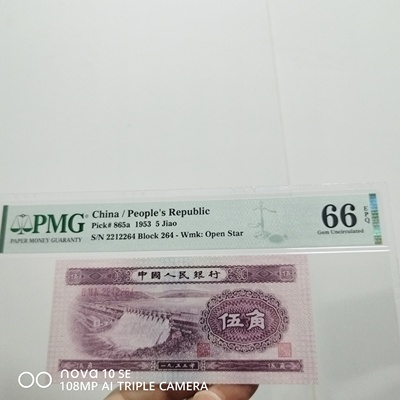 PMG
PAPER MONEY GUARANTY
China / People's Republic
Pick# 865a 1953 5 Jiao
S/N 2212264 Block 264 - Wmk: Open Star
66 EPQ
Gem Uncirculated
中國人民銀行
伍角
一九五三年
nova 10 SE
108MP AI TRIPLE CAMERA